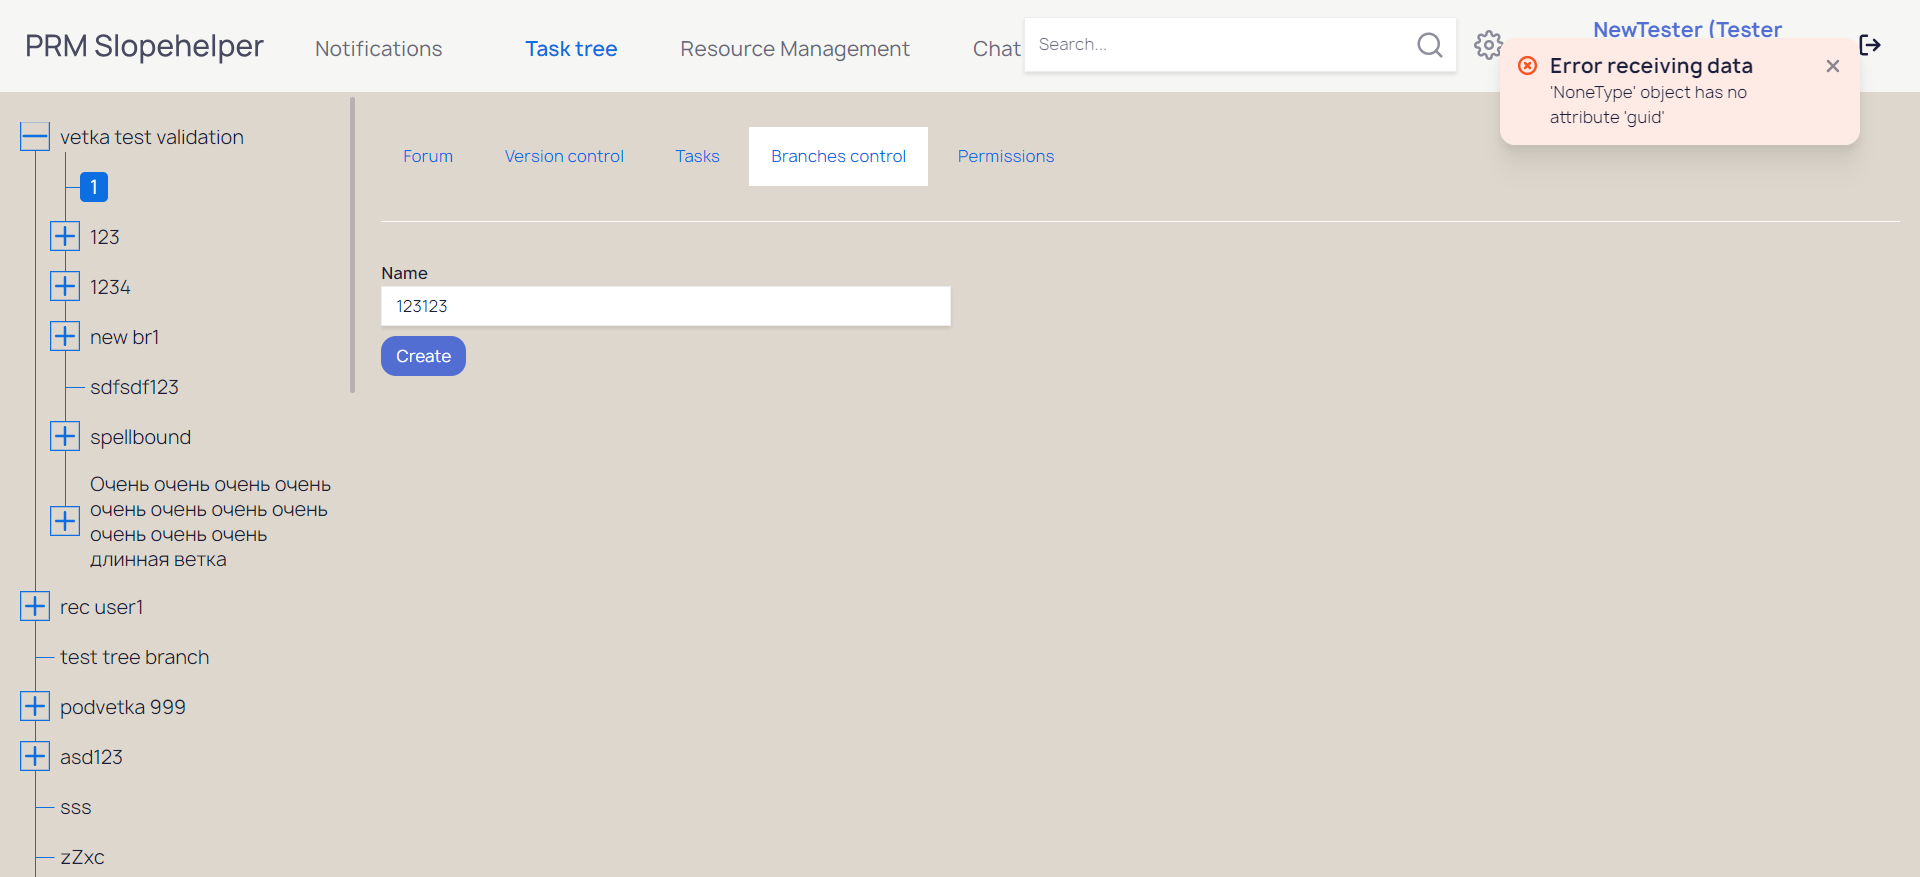 PRM Slopehelper
Notifications
Task tree
Resource Management
Chat
Search...
NewTester (Tester
Error receiving data
'NoneType' object has no
attribute 'guid'
vetka test validation
1
123
1234
new br1
sdfsdf123
spellbound
Очень очень очень очень
очень очень очень очень
очень очень очень
длинная ветка
rec user1
test tree branch
podvetka 999
asd123
sss
zZxc
Forum
Version control
Tasks
Branches control
Permissions
Name
123123
Create